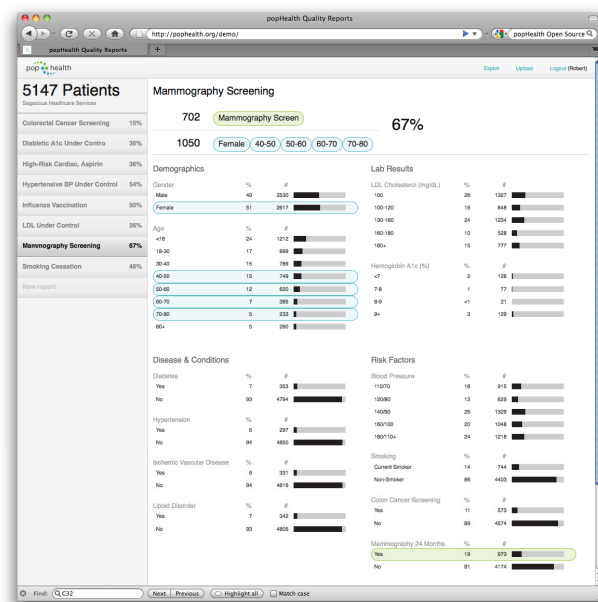 popHealth Quality Reports
http://pophealth.org/demo/
popHealth Open Source
popHealth Quality Reports
+
pop health
Export Upload Logout (Robert)
5147 Patients
Sagacious Healthcare Services
Colorectal Cancer Screening 15%
Diabetic A1c Under Contro 36%
High-Risk Cardiac, Aspirin 36%
Hypertensive BP Under Control 54%
Influenza Vaccination 50%
LDL Under Control 26%
Mammography Screening 67%
Smoking Cessation 46%
New report
Mammography Screening
702 Mammography Screen
67%
1050 Female 40-50 50-60 60-70 70-80
Demographics
Gender % #
Male 49 2530
Female 51 2617
Age % #
<18 24 1212
18-30 17 899
30-40 15 789
40-50 15 749
50-60 12 620
60-70 7 385
70-80 5 233
80+ 5 260
Lab Results
LDL Cholesterol (mg/dL) % #
100 26 1327
100-120 16 848
130-160 24 1234
160-180 10 528
180+ 15 777
Hemoglobin A1c (%) % #
<7 2 126
7-8 1 77
8-9 <1 21
9+ 3 129
Disease & Conditions
Diabetes % #
Yes 7 353
No 93 4794
Hypertension % #
Yes 6 297
No 94 4850
Ischemic Vascular Disease % #
Yes 6 331
No 94 4816
Lipoid Disorder % #
Yes 7 342
No 93 4805
Risk Factors
Blood Pressure % #
110/70 18 915
120/80 12 629
140/90 26 1329
160/100 20 1048
180/110+ 24 1218
Smoking % #
Current Smoker 14 744
Non-Smoker 86 4403
Colon Cancer Screening % #
Yes 11 573
No 89 4574
Mammography 24 Months % #
Yes 19 973
No 81 4174
Find: C32 Next Previous Highlight all Match case